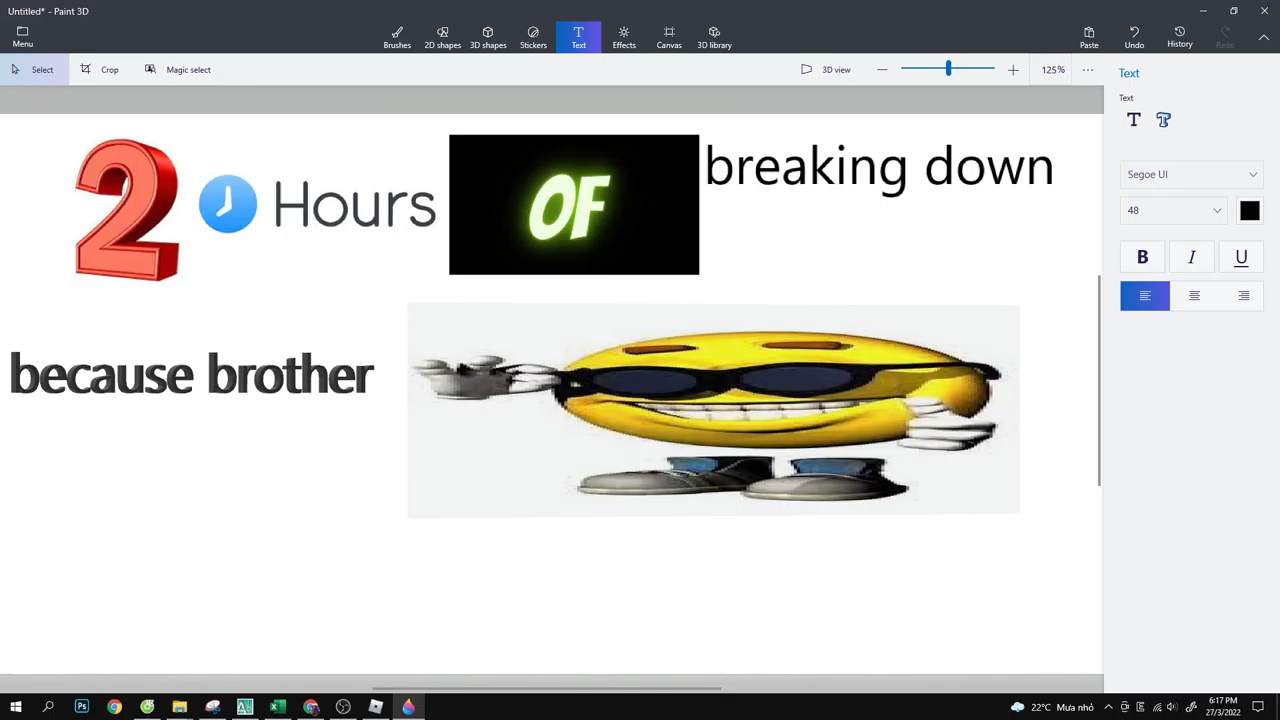 Untitled* - Paint 3D
Menu
Brushes
2D shapes
3D shapes
Stickers
Text
Effects
Canvas
3D library
Paste
Undo
History
Redo
Select
Crop
Magic select
3D view
125%
Text
Text
T
T
Segoe UI
48
B
I
U
2
Hours
OF
breaking down
because brother
Ps
22°C Mưa nhỏ
6:17 PM
27/3/2022